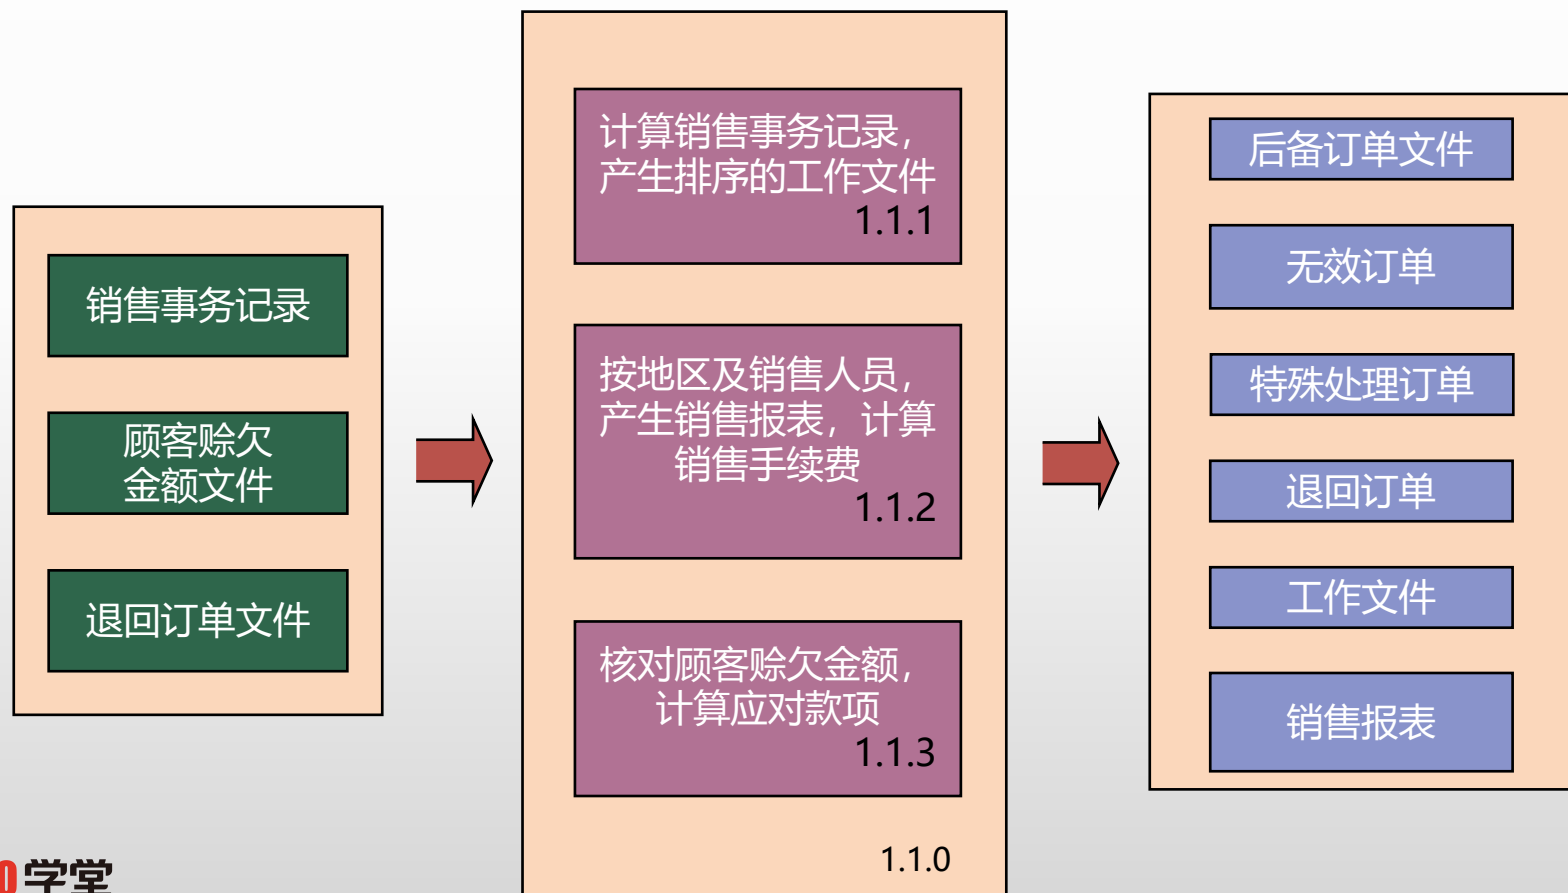 销售事务记录
顾客赊欠
金额文件
退回订单文件
计算销售事务记录，
产生排序的工作文件
1.1.1
按地区及销售人员，
产生销售报表，计算
销售手续费
1.1.2
核对顾客赊欠金额，
计算应对款项
1.1.3
1.1.0
后备订单文件
无效订单
特殊处理订单
退回订单
工作文件
销售报表
学堂